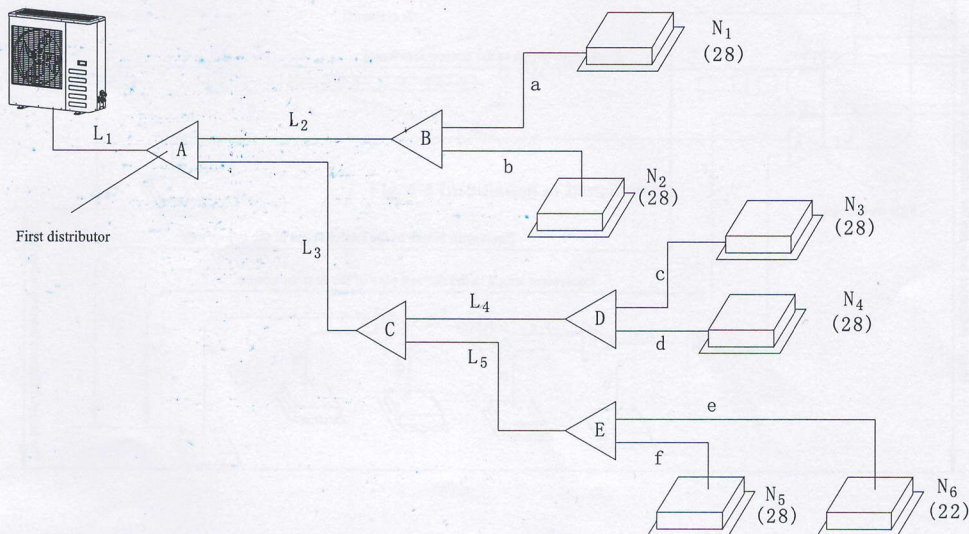 N₁
(28)
a
L₁
A
L₂
B
b
N₂
(28)
First distributor
L₃
N₃
(28)
c
L₄
C
D
N₄
(28)
d
L₅
e
E
f
N₅
(28)
N₆
(22)